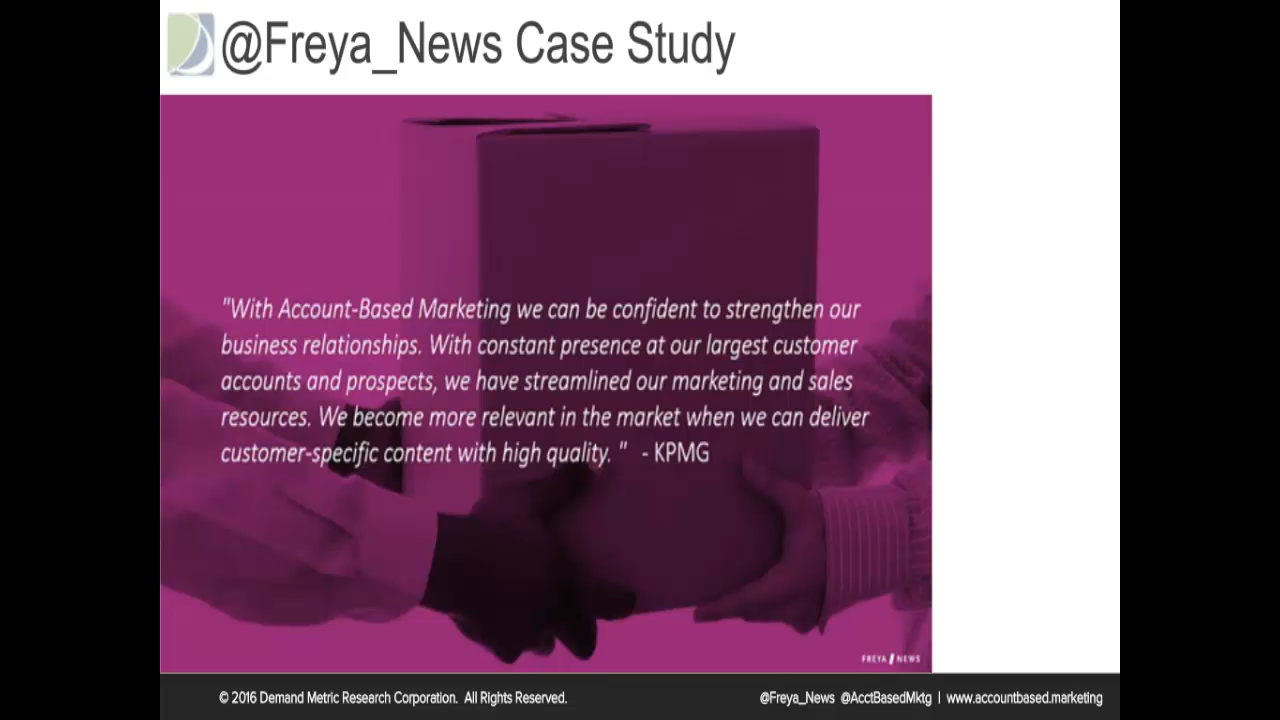 @Freya_News Case Study
"With Account-Based Marketing we can be confident to strengthen our
business relationships. With constant presence at our largest customer
accounts and prospects, we have streamlined our marketing and sales
resources. We become more relevant in the market when we can deliver
customer-specific content with high quality. " - KPMG
FREYA NEWS
© 2016 Demand Metric Research Corporation. All Rights Reserved.
@Freya_News @AcctBasedMktg | www.accountbased.marketing